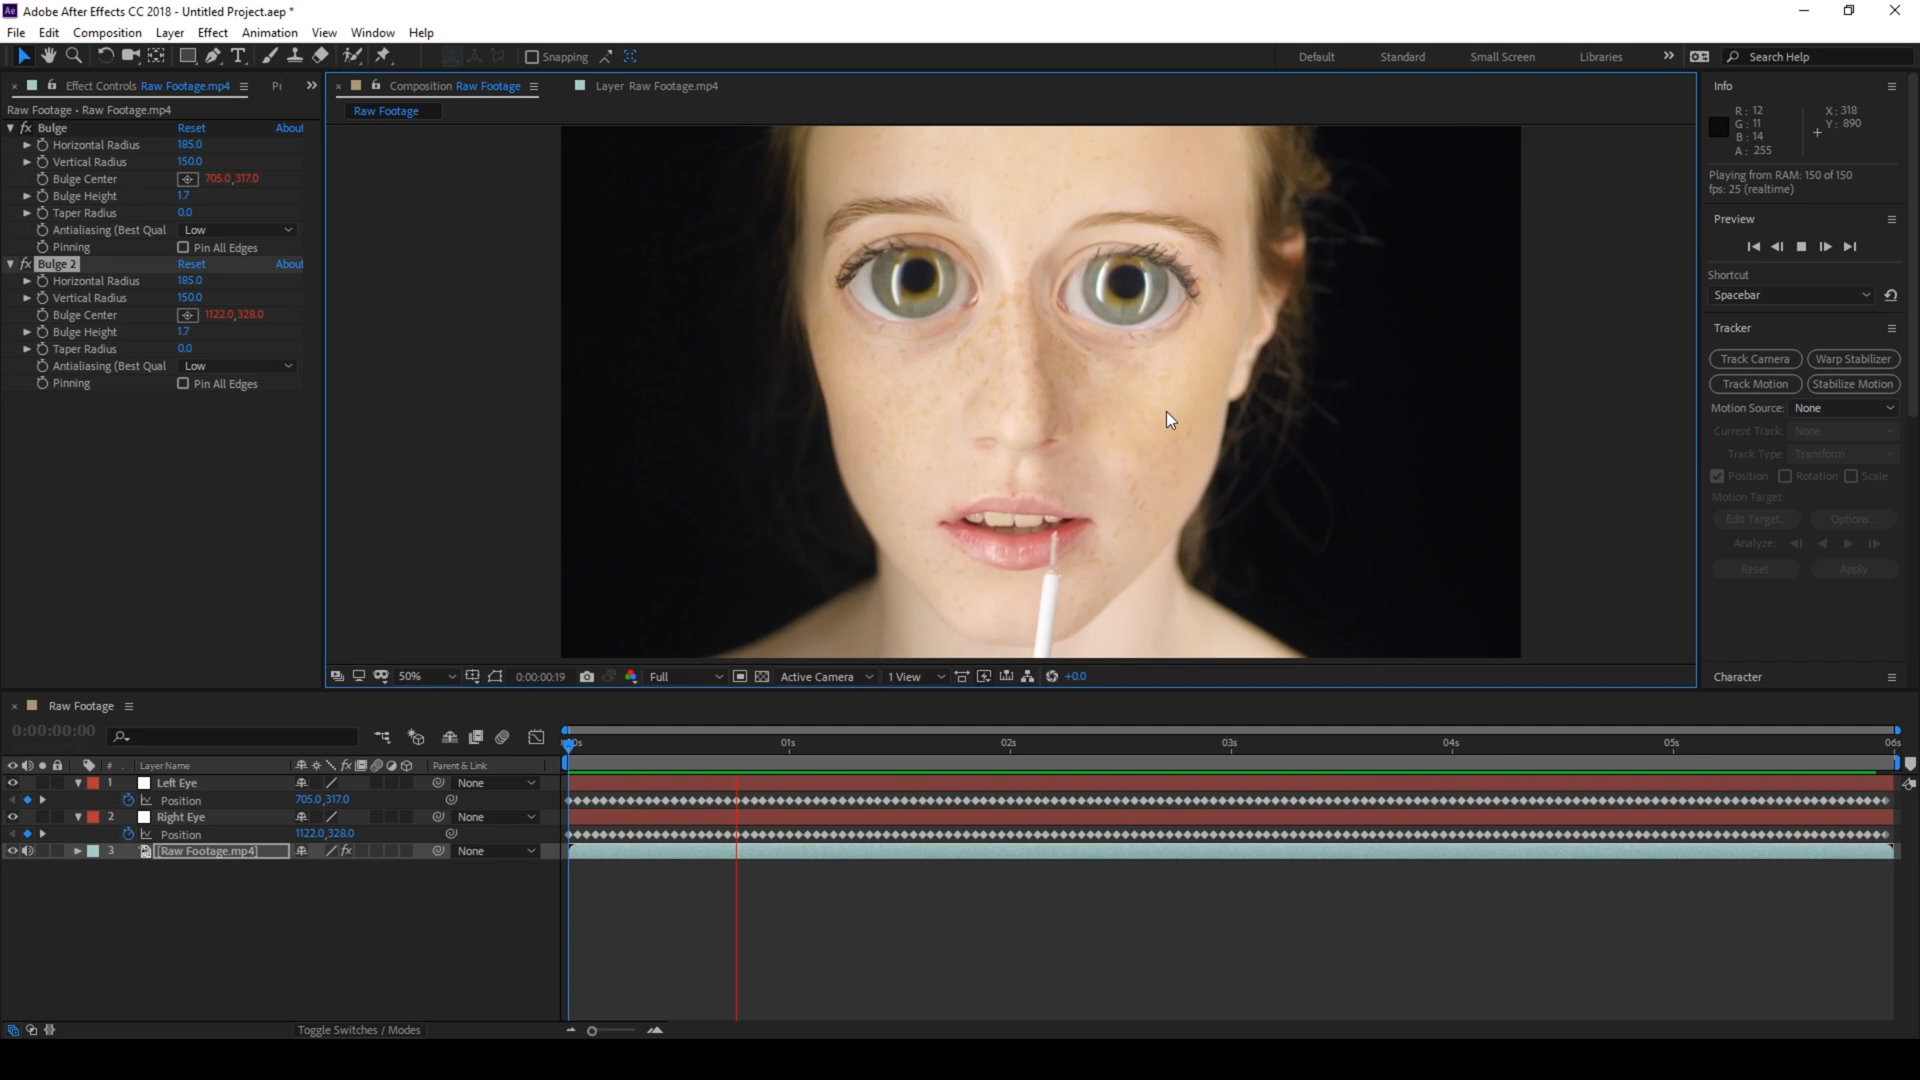 Adobe After Effects CC 2018 - Untitled Project.aep *
File Edit Composition Layer Effect Animation View Window Help
Snapping
Default Standard Small Screen Libraries Search Help
Effect Controls Raw Footage.mp4
Composition Raw Footage
Layer Raw Footage.mp4
Raw Footage • Raw Footage.mp4
Raw Footage
Bulge Reset About
Horizontal Radius 185.0
Vertical Radius 150.0
Bulge Center 705.0,317.0
Bulge Height 1.7
Taper Radius 0.0
Antialiasing (Best Qual Low
Pinning Pin All Edges
Bulge 2 Reset About
Horizontal Radius 185.0
Vertical Radius 150.0
Bulge Center 1122.0,328.0
Bulge Height 1.7
Taper Radius 0.0
Antialiasing (Best Qual Low
Pinning Pin All Edges
50% 0:00:00:19 Full Active Camera 1 View +0.0
Info
R: 12 X: 318
G: 11 Y: 890
B: 14
A: 255
Playing from RAM: 150 of 150
fps: 25 (realtime)
Preview
Shortcut
Spacebar
Tracker
Track Camera Warp Stabilizer
Track Motion Stabilize Motion
Motion Source: None
Current Track: None
Track Type: Transform
Position Rotation Scale
Motion Target:
Edit Target... Options...
Analyze:
Reset Apply
Character
Raw Footage
0:00:00:00
01s 02s 03s 04s 05s 06s
# Layer Name Parent & Link
1 Left Eye None
Position 705.0,317.0
2 Right Eye None
Position 1122.0,328.0
3 [Raw Footage.mp4] None
Toggle Switches / Modes